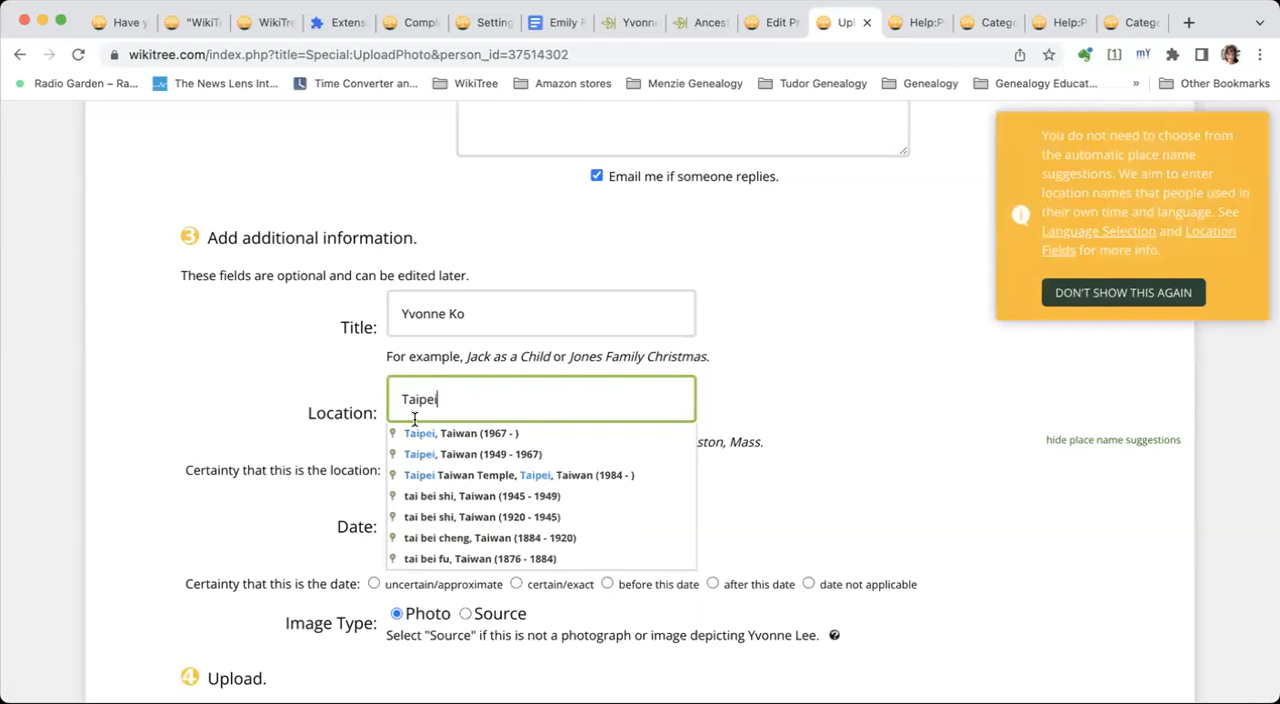 Have y
"WikiT
WikiTre
Extens
Compl
Setting
Emily F
Yvonn
Ances
Edit Pr
Upl
Help:P
Catego
Help:P
Catego
wikitree.com/index.php?title=Special:UploadPhoto&person_id=37514302
[1]
mY
Radio Garden – Ra...
The News Lens Int...
Time Converter an...
WikiTree
Amazon stores
Menzie Genealogy
Tudor Genealogy
Genealogy
Genealogy Educat...
»
Other Bookmarks
You do not need to choose from
the automatic place name
suggestions. We aim to enter
location names that people used in
their own time and language. See
Language Selection and Location
Fields for more info.
DON'T SHOW THIS AGAIN
Email me if someone replies.
3 Add additional information.
These fields are optional and can be edited later.
Title: Yvonne Ko
For example, Jack as a Child or Jones Family Christmas.
Location: Taipei
Taipei, Taiwan (1967 - )
ston, Mass.
hide place name suggestions
Taipei, Taiwan (1949 - 1967)
Certainty that this is the location:
Taipei Taiwan Temple, Taipei, Taiwan (1984 - )
tai bei shi, Taiwan (1945 - 1949)
tai bei shi, Taiwan (1920 - 1945)
Date:
tai bei cheng, Taiwan (1884 - 1920)
tai bei fu, Taiwan (1876 - 1884)
Certainty that this is the date: uncertain/approximate certain/exact before this date after this date date not applicable
Image Type: Photo Source
Select "Source" if this is not a photograph or image depicting Yvonne Lee.
4 Upload.